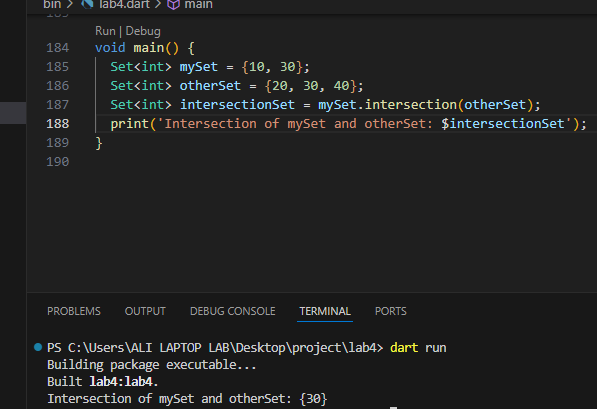 bin > lab4.dart > main
Run | Debug
184 void main() {
185   Set<int> mySet = {10, 30};
186   Set<int> otherSet = {20, 30, 40};
187   Set<int> intersectionSet = mySet.intersection(otherSet);
188   print('Intersection of mySet and otherSet: $intersectionSet');
189 }
190
PROBLEMS OUTPUT DEBUG CONSOLE TERMINAL PORTS
PS C:\Users\ALI LAPTOP LAB\Desktop\project\lab4> dart run
Building package executable...
Built lab4:lab4.
Intersection of mySet and otherSet: {30}